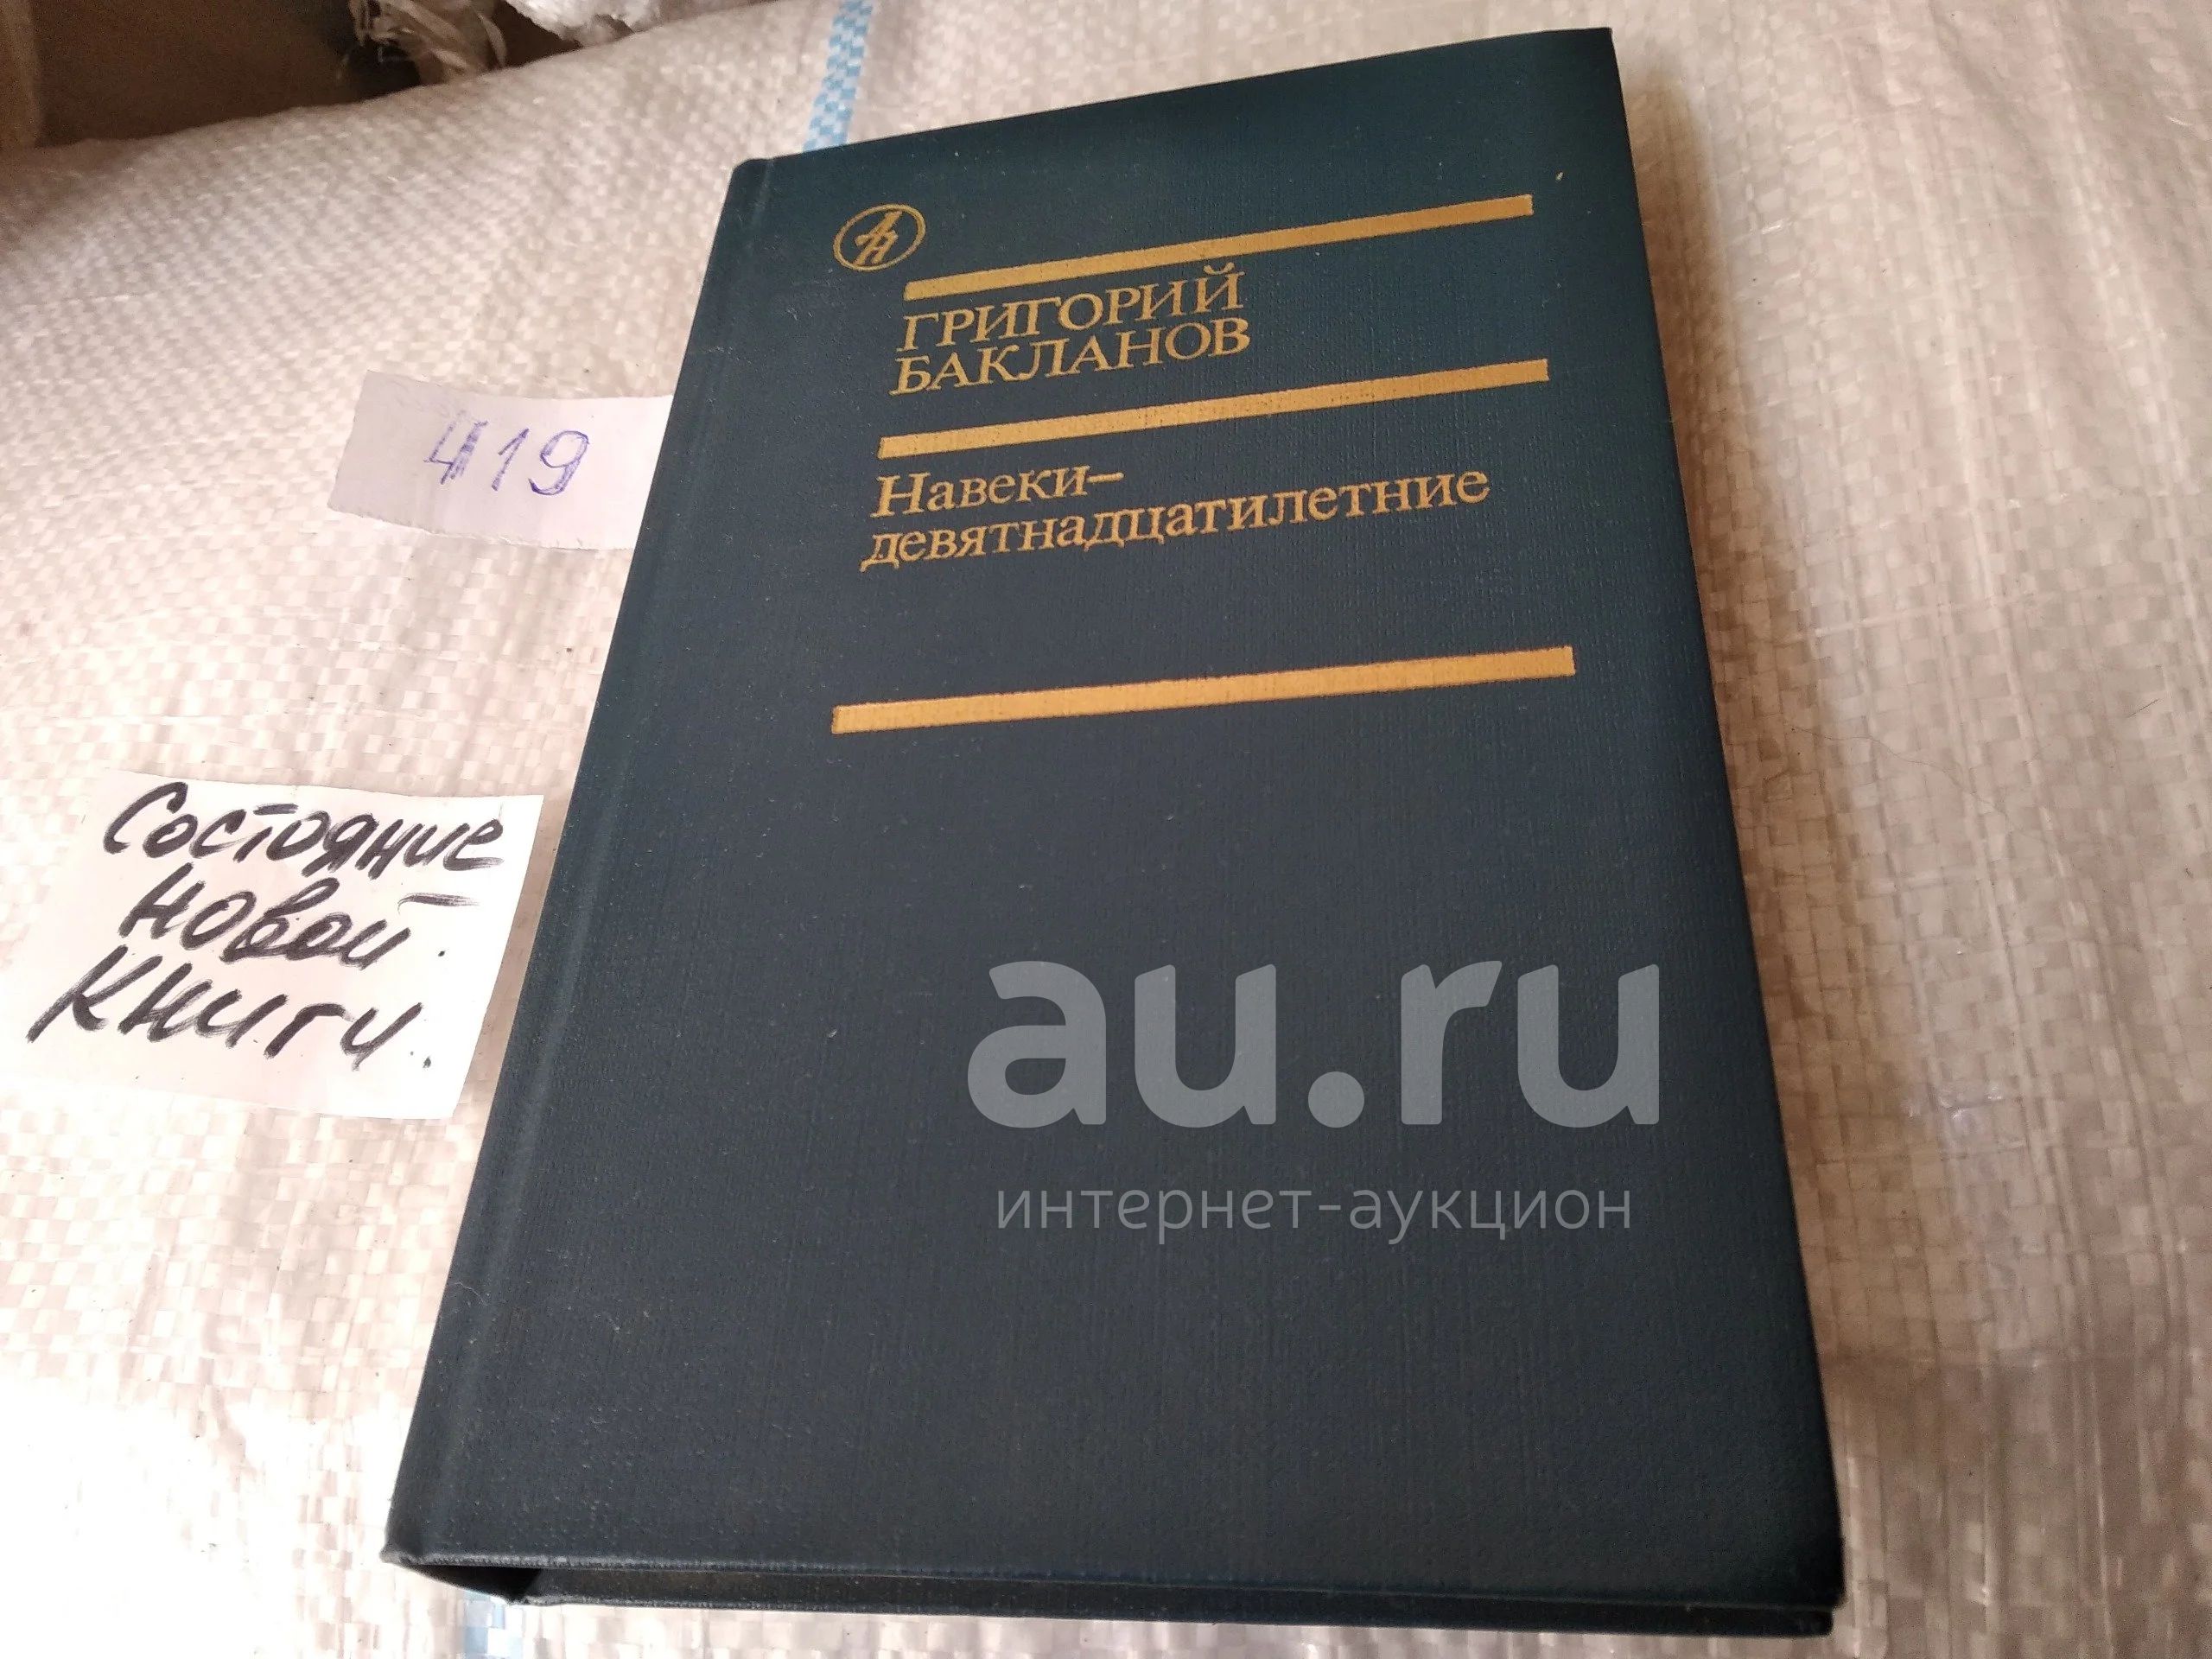 ГРИГОРИЙ
БАКЛАНОВ
Навеки–
девятнадцатилетние
419
Состояние
новой
книги.
au.ru
интернет-аукцион